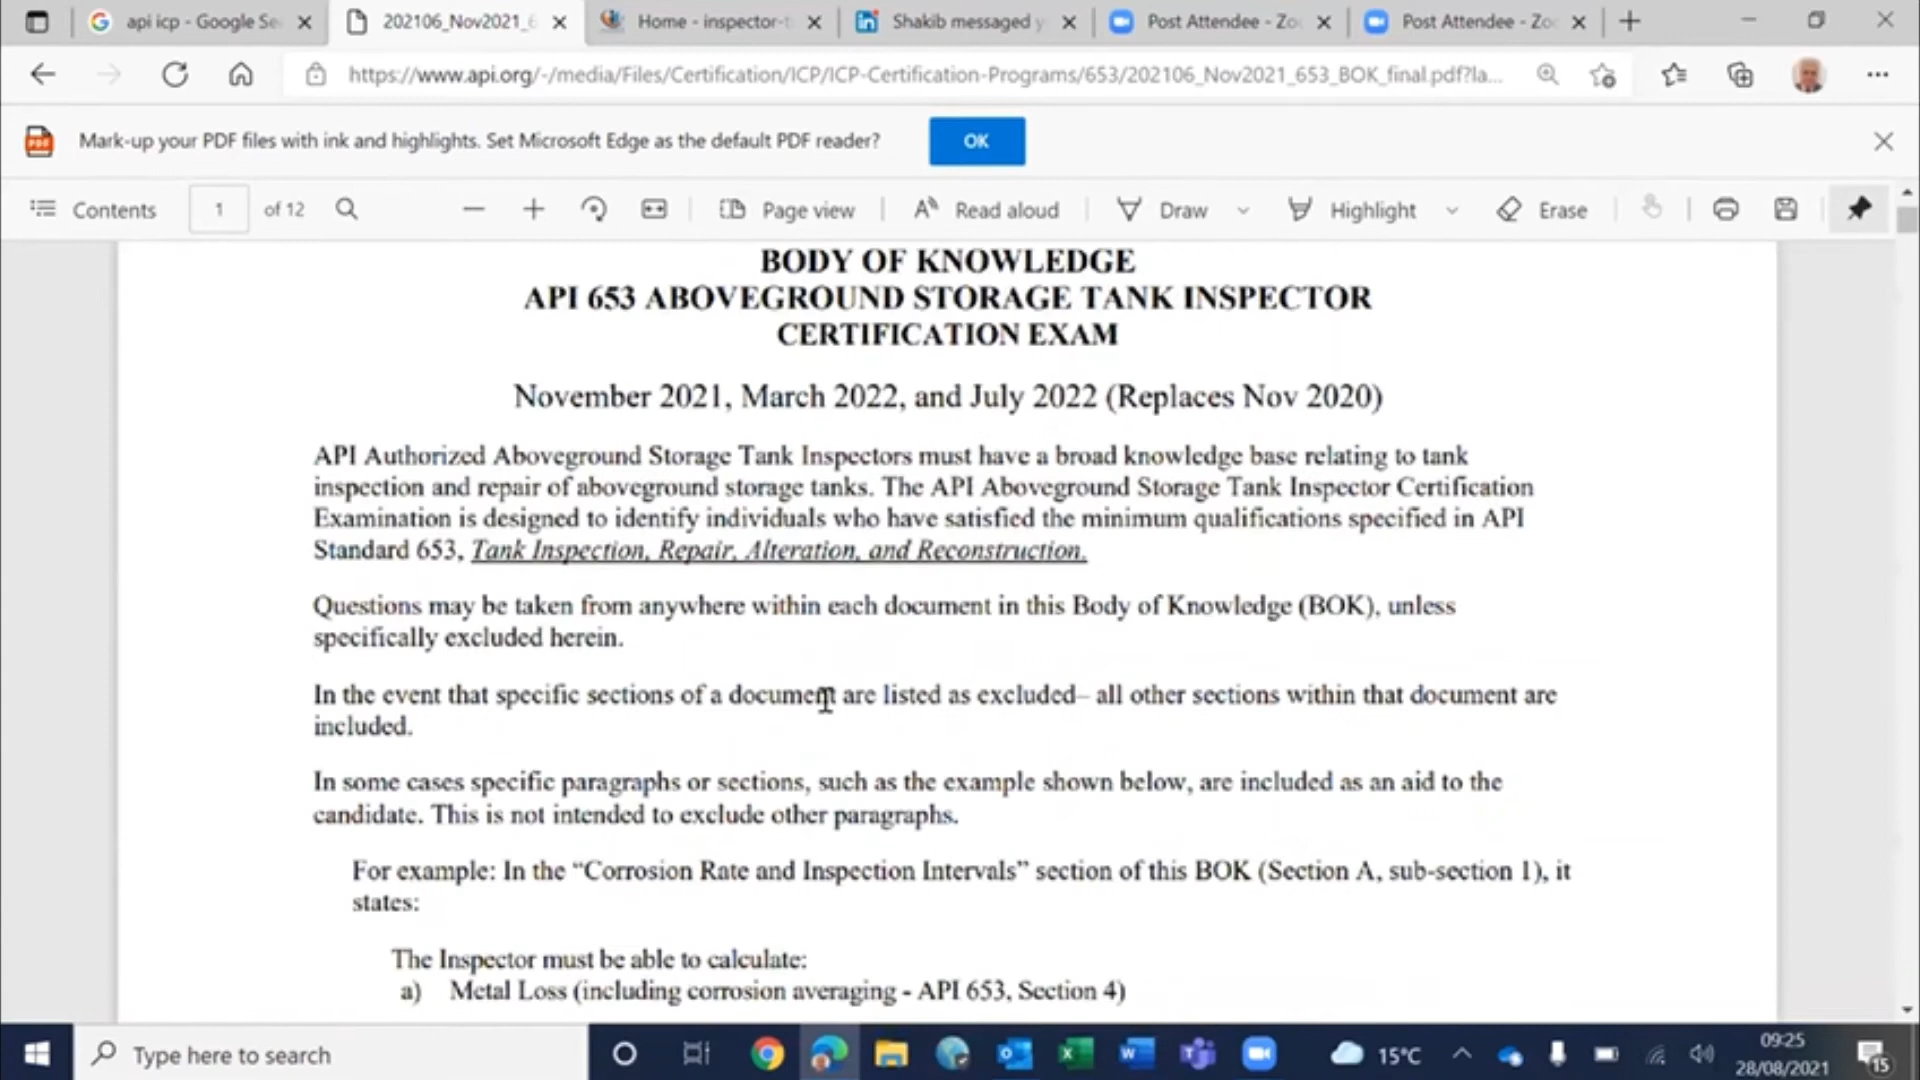 api icp - Google Se
202106_Nov2021_6
Home - inspector-t
Shakib messaged y
Post Attendee - Zo
Post Attendee - Zo
https://www.api.org/-/media/Files/Certification/ICP/ICP-Certification-Programs/653/202106_Nov2021_653_BOK_final.pdf?la...
Mark-up your PDF files with ink and highlights. Set Microsoft Edge as the default PDF reader?
OK
Contents 1 of 12 Page view Read aloud Draw Highlight Erase
BODY OF KNOWLEDGE
API 653 ABOVEGROUND STORAGE TANK INSPECTOR
CERTIFICATION EXAM
November 2021, March 2022, and July 2022 (Replaces Nov 2020)
API Authorized Aboveground Storage Tank Inspectors must have a broad knowledge base relating to tank
inspection and repair of aboveground storage tanks. The API Aboveground Storage Tank Inspector Certification
Examination is designed to identify individuals who have satisfied the minimum qualifications specified in API
Standard 653, Tank Inspection, Repair, Alteration, and Reconstruction.
Questions may be taken from anywhere within each document in this Body of Knowledge (BOK), unless
specifically excluded herein.
In the event that specific sections of a document are listed as excluded– all other sections within that document are
included.
In some cases specific paragraphs or sections, such as the example shown below, are included as an aid to the
candidate. This is not intended to exclude other paragraphs.
For example: In the “Corrosion Rate and Inspection Intervals” section of this BOK (Section A, sub-section 1), it
states:
The Inspector must be able to calculate:
a) Metal Loss (including corrosion averaging - API 653, Section 4)
Type here to search
15°C
09:25
28/08/2021
15